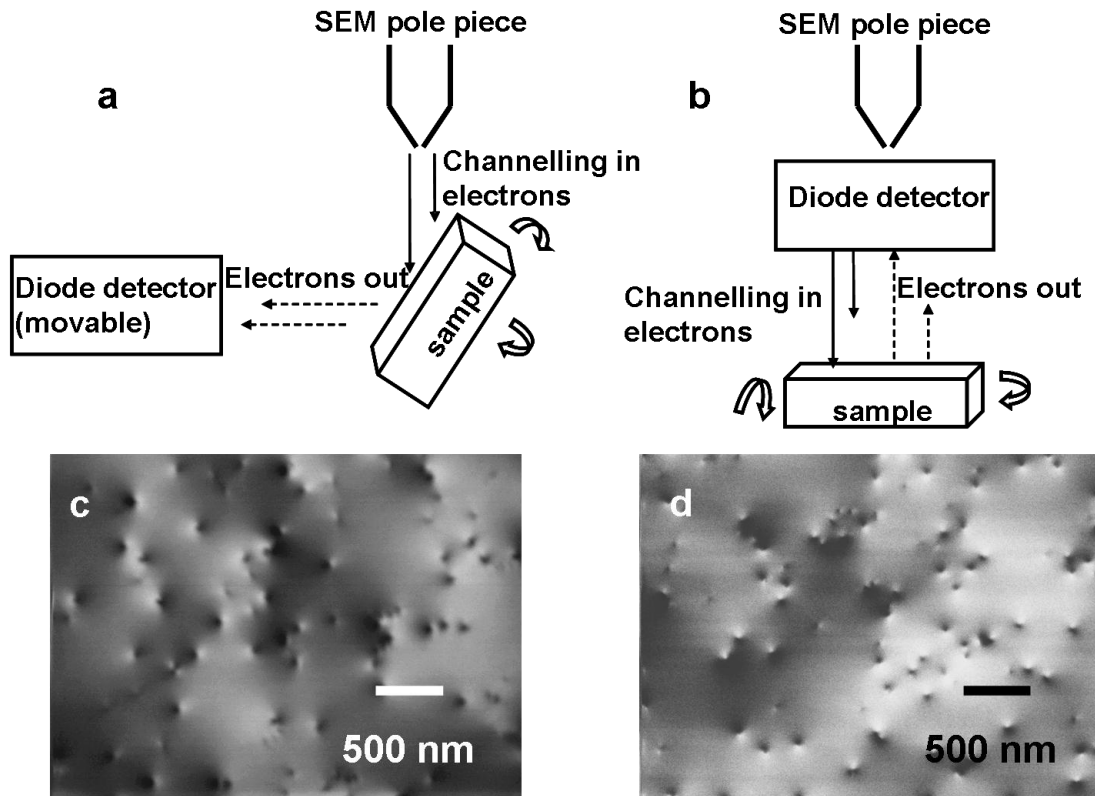 SEM pole piece
a
Channelling in
electrons
Electrons out
Diode detector
(movable)
sample
SEM pole piece
b
Diode detector
Channelling in
electrons
Electrons out
sample
c
500 nm
d
500 nm